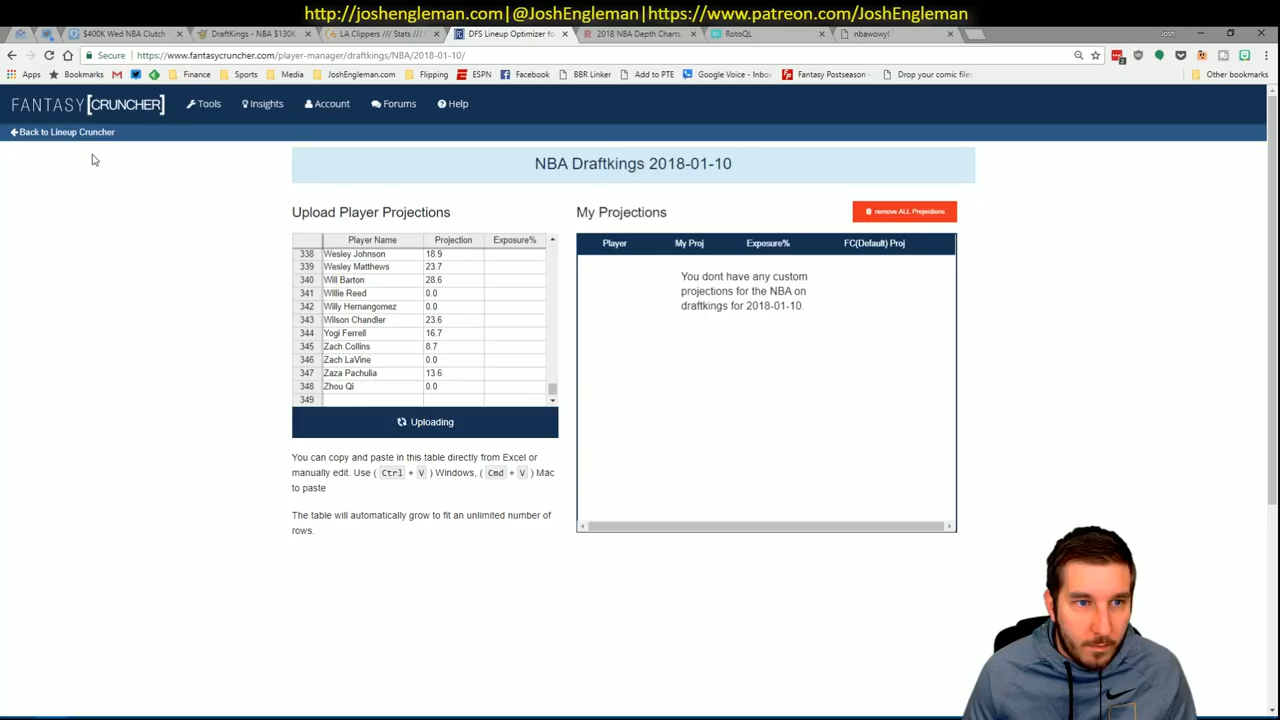 http://joshengleman.com|@JoshEngleman|https://www.patreon.com/JoshEngleman
$400K Wed NBA Clutch
DraftKings - NBA $130K
LA Clippers /// Stats ///
DFS Lineup Optimizer fo
2018 NBA Depth Charts
RotoQL
nbawowy!
Josh
Secure
https://www.fantasycruncher.com/player-manager/draftkings/NBA/2018-01-10/
Apps
Bookmarks
Finance
Sports
Media
JoshEngleman.com
Flipping
ESPN
Facebook
BBR Linker
Add to PTE
Google Voice - Inbo
Fantasy Postseason -
Drop your comic files
Other bookmarks
FANTASY[CRUNCHER]
Tools
Insights
Account
Forums
Help
Back to Lineup Cruncher
NBA Draftkings 2018-01-10
Upload Player Projections
Player Name Projection Exposure%
338 Wesley Johnson 18.9
339 Wesley Matthews 23.7
340 Will Barton 28.6
341 Willie Reed 0.0
342 Willy Hernangomez 0.0
343 Wilson Chandler 23.6
344 Yogi Ferrell 16.7
345 Zach Collins 8.7
346 Zach LaVine 0.0
347 Zaza Pachulia 13.6
348 Zhou Qi 0.0
349
Uploading
You can copy and paste in this table directly from Excel or
manually edit. Use ( Ctrl + V ) Windows, ( Cmd + V ) Mac
to paste
The table will automatically grow to fit an unlimited number of
rows.
My Projections
remove ALL Projections
Player My Proj Exposure% FC(Default) Proj
You dont have any custom
projections for the NBA on
draftkings for 2018-01-10.